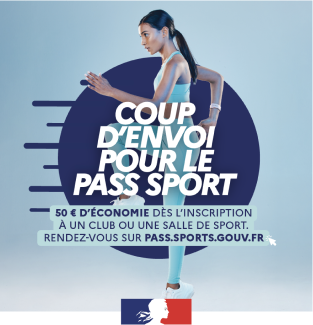 COUP
D'ENVOI
POUR LE
PASS SPORT
50 € D'ÉCONOMIE DÈS L'INSCRIPTION
À UN CLUB OU UNE SALLE DE SPORT.
RENDEZ-VOUS SUR PASS.SPORTS.GOUV.FR